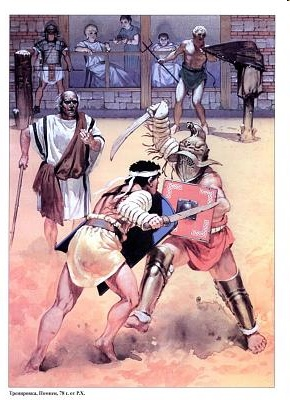 Тренировка. Помпеи, 79 г. от Р.Х.